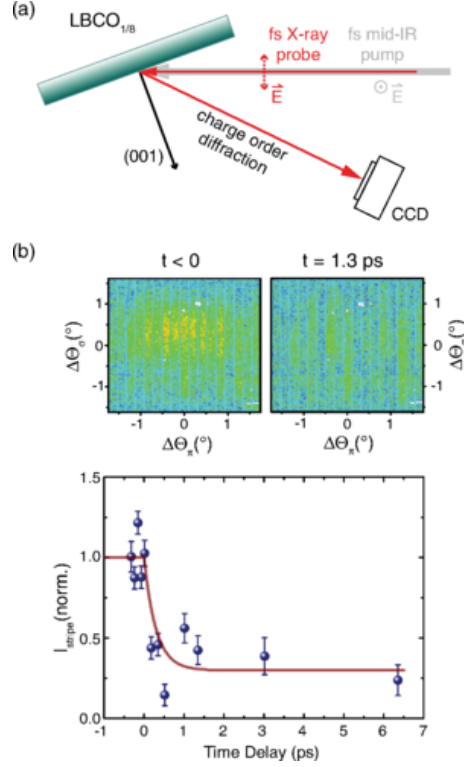 (a)
LBCO1/8
fs X-ray
probe
fs mid-IR
pump
E
E
charge order
diffraction
(001)
CCD
(b)
t < 0
t = 1.3 ps
ΔΘσ(°)
1
0
-1
1
0
-1
ΔΘσ(°)
-1 0 1
-1 0 1
ΔΘπ(°)
ΔΘπ(°)
Istripe(norm.)
1.5
1.0
0.5
0.0
-1 0 1 2 3 4 5 6 7
Time Delay (ps)